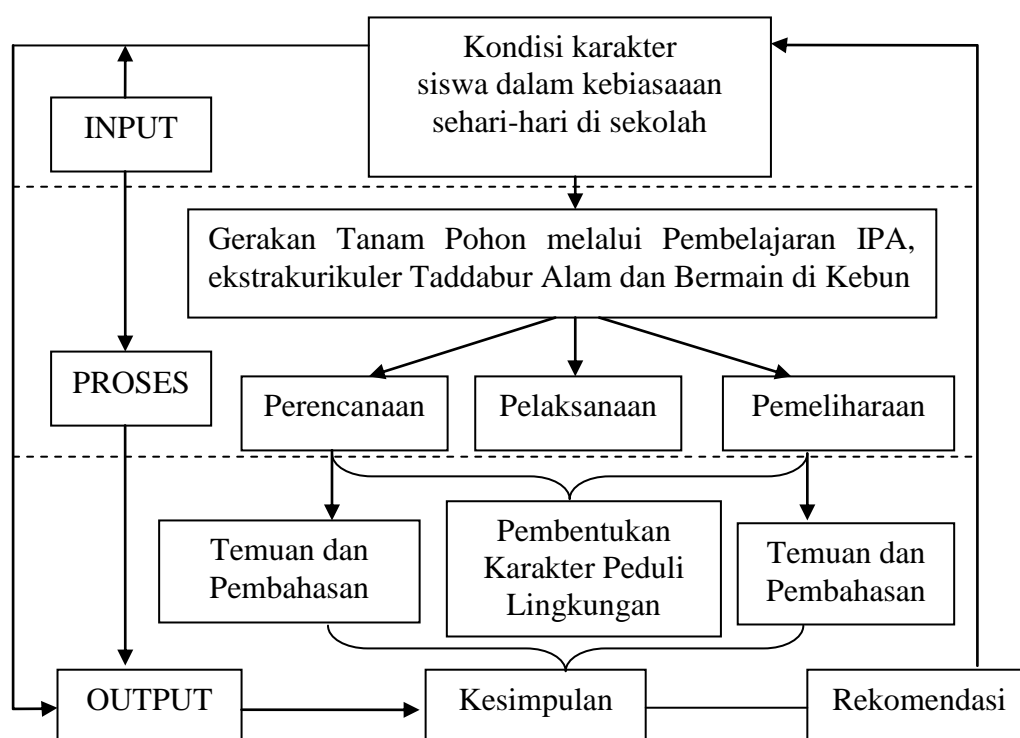 Kondisi karakter
siswa dalam kebiasaaan
sehari-hari di sekolah
INPUT
Gerakan Tanam Pohon melalui Pembelajaran IPA,
ekstrakurikuler Taddabur Alam dan Bermain di Kebun
PROSES
Perencanaan
Pelaksanaan
Pemeliharaan
Temuan dan
Pembahasan
Pembentukan
Karakter Peduli
Lingkungan
Temuan dan
Pembahasan
OUTPUT
Kesimpulan
Rekomendasi